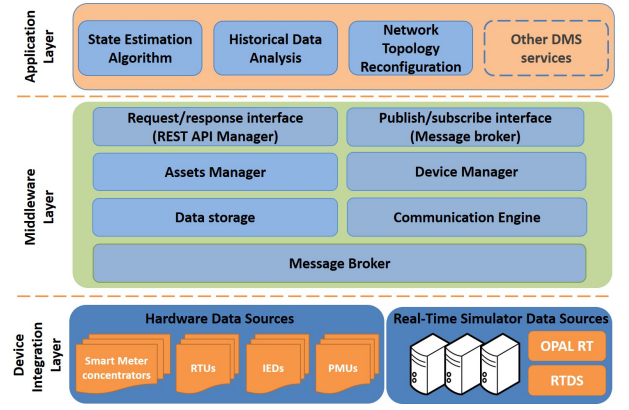 Application
Layer
State Estimation
Algorithm
Historical Data
Analysis
Network
Topology
Reconfiguration
Other DMS
services
Middleware
Layer
Request/response interface
(REST API Manager)
Publish/subscribe interface
(Message broker)
Assets Manager
Device Manager
Data storage
Communication Engine
Message Broker
Device
Integration
Layer
Hardware Data Sources
Smart Meter
concentrators
RTUs
IEDs
PMUs
Real-Time Simulator Data Sources
OPAL RT
RTDS